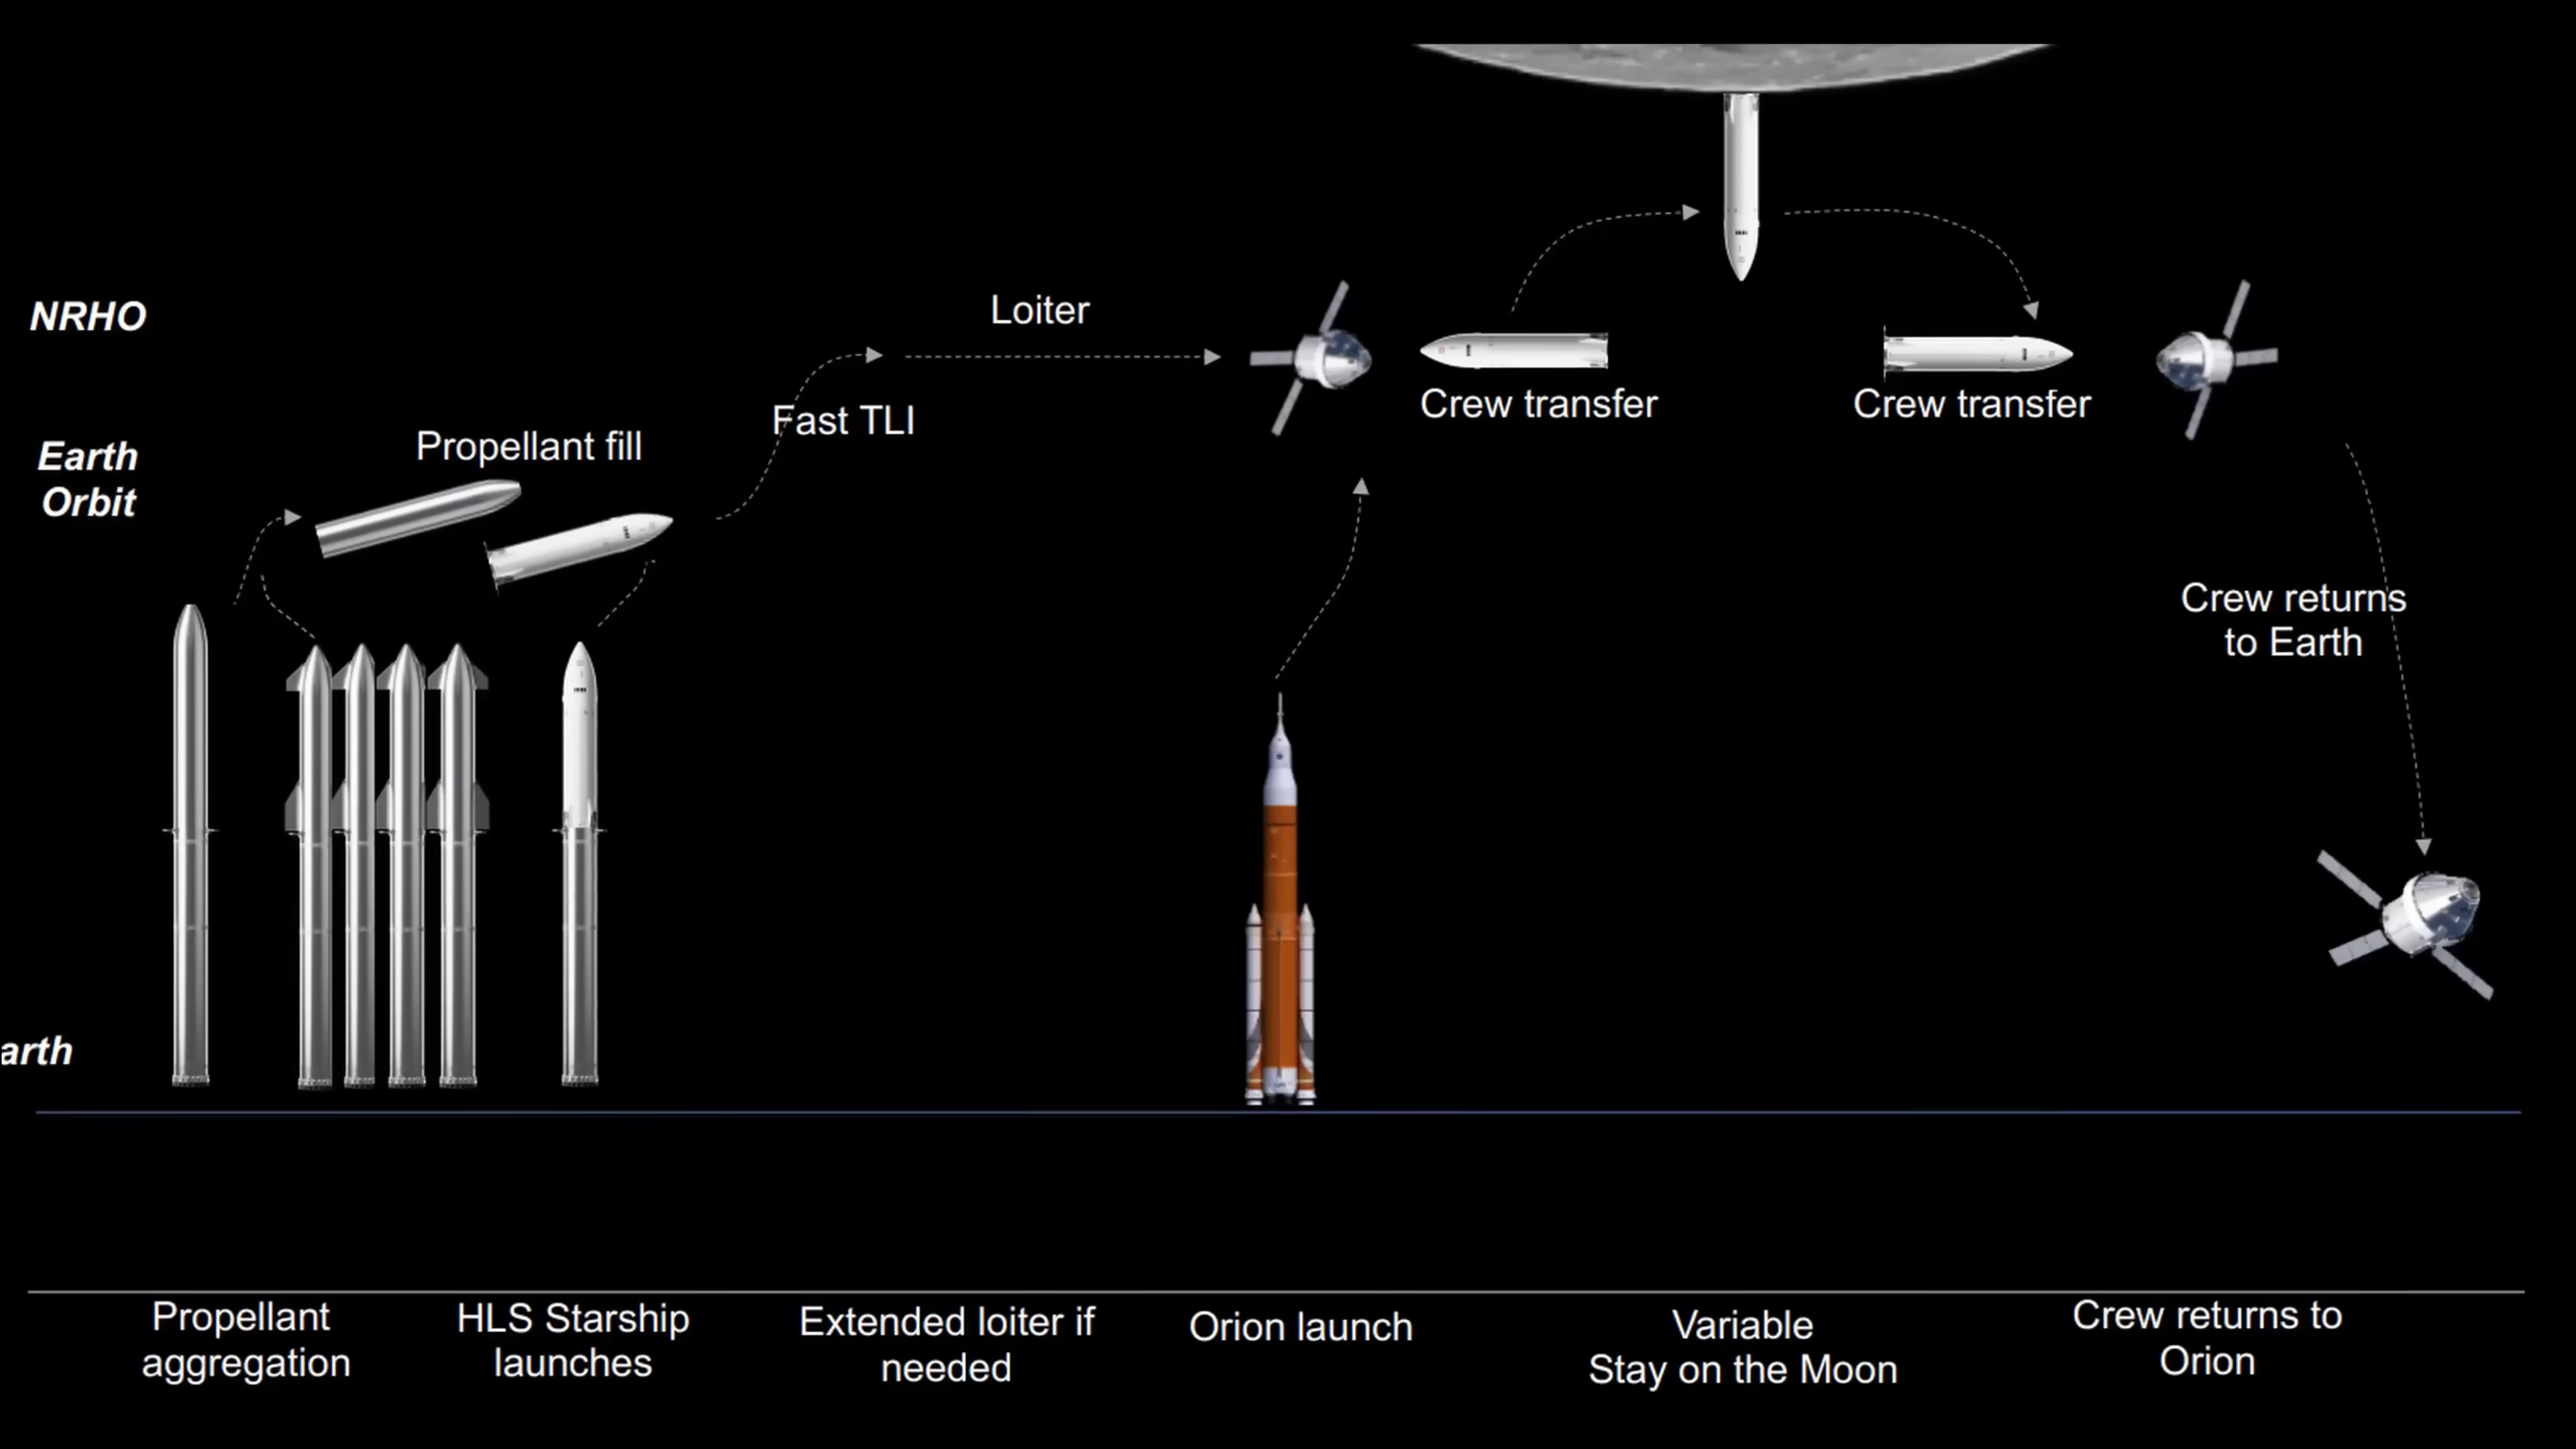 NRHO
Loiter
Crew transfer
Crew transfer
Fast TLI
Propellant fill
Earth
Orbit
Crew returns
to Earth
arth
Propellant
aggregation
HLS Starship
launches
Extended loiter if
needed
Orion launch
Variable
Stay on the Moon
Crew returns to
Orion